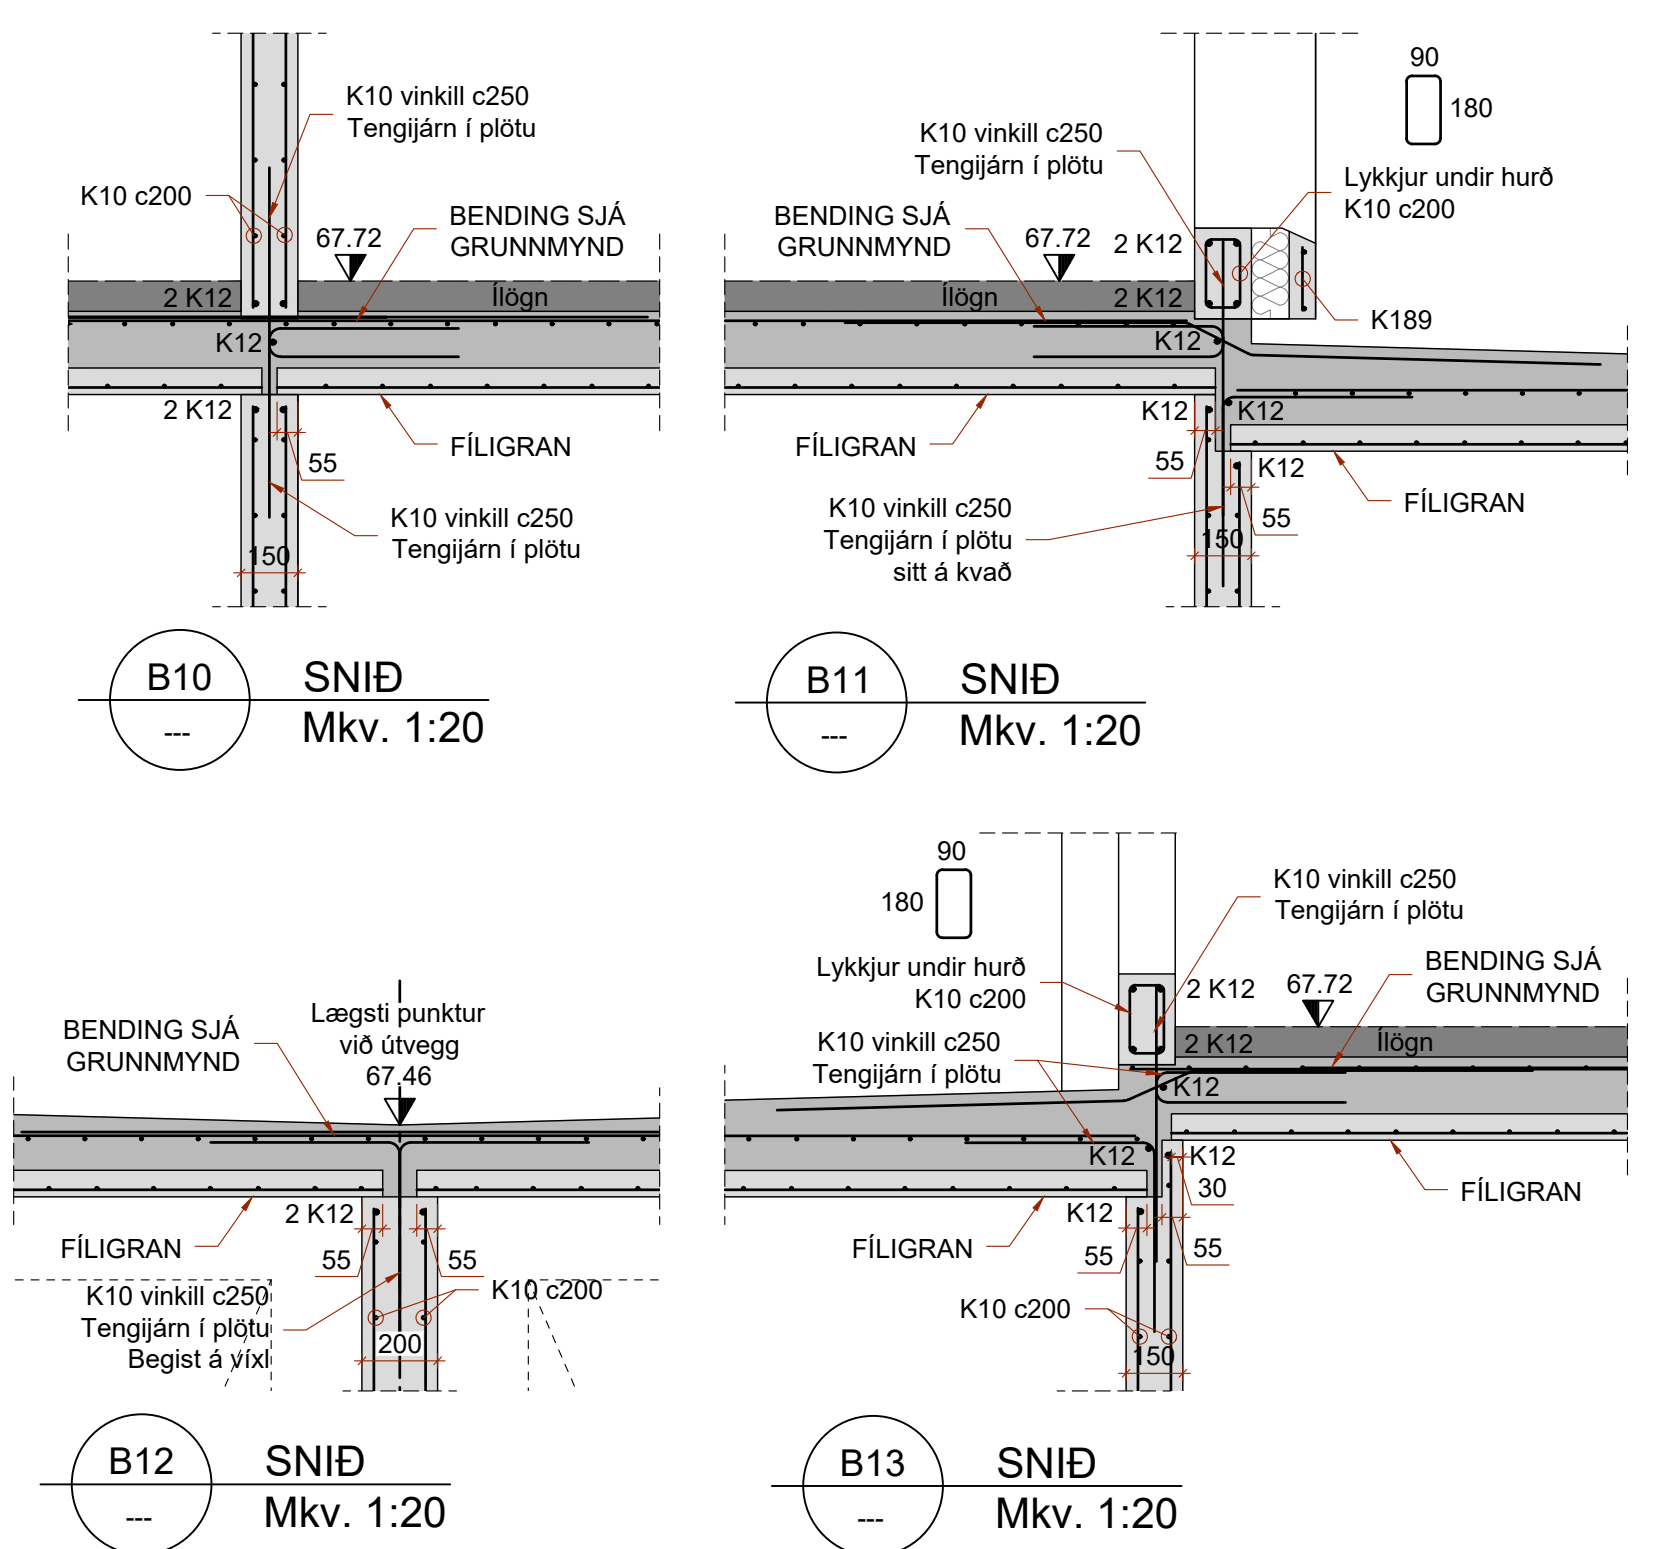 K10 vinkill c250
Tengijárn í plötu
K10 c200
BENDING SJÁ
GRUNNMYND
67.72
2 K12
Ílögn
K12
2 K12
FÍLIGRAN
55
K10 vinkill c250
Tengijárn í plötu
150
B10
---
SNIÐ
Mkv. 1:20
90
180
K10 vinkill c250
Tengijárn í plötu
Lykkjur undir hurð
K10 c200
BENDING SJÁ
GRUNNMYND
67.72
2 K12
2 K12
Ílögn
K189
K12
K12
K12
FÍLIGRAN
55
K12
FÍLIGRAN
K10 vinkill c250
Tengijárn í plötu
sitt á kvað
55
150
B11
---
SNIÐ
Mkv. 1:20
Lægsti punktur
við útvegg
67.46
BENDING SJÁ
GRUNNMYND
2 K12
FÍLIGRAN
55
55
K10 vinkill c250
Tengijárn í plötu
Begist á víxl
K10 c200
200
B12
---
SNIÐ
Mkv. 1:20
90
180
K10 vinkill c250
Tengijárn í plötu
Lykkjur undir hurð
K10 c200
2 K12
67.72
BENDING SJÁ
GRUNNMYND
K10 vinkill c250
Tengijárn í plötu
2 K12
Ílögn
K12
K12
K12
30
FÍLIGRAN
K12
FÍLIGRAN
55
55
K10 c200
150
B13
---
SNIÐ
Mkv. 1:20